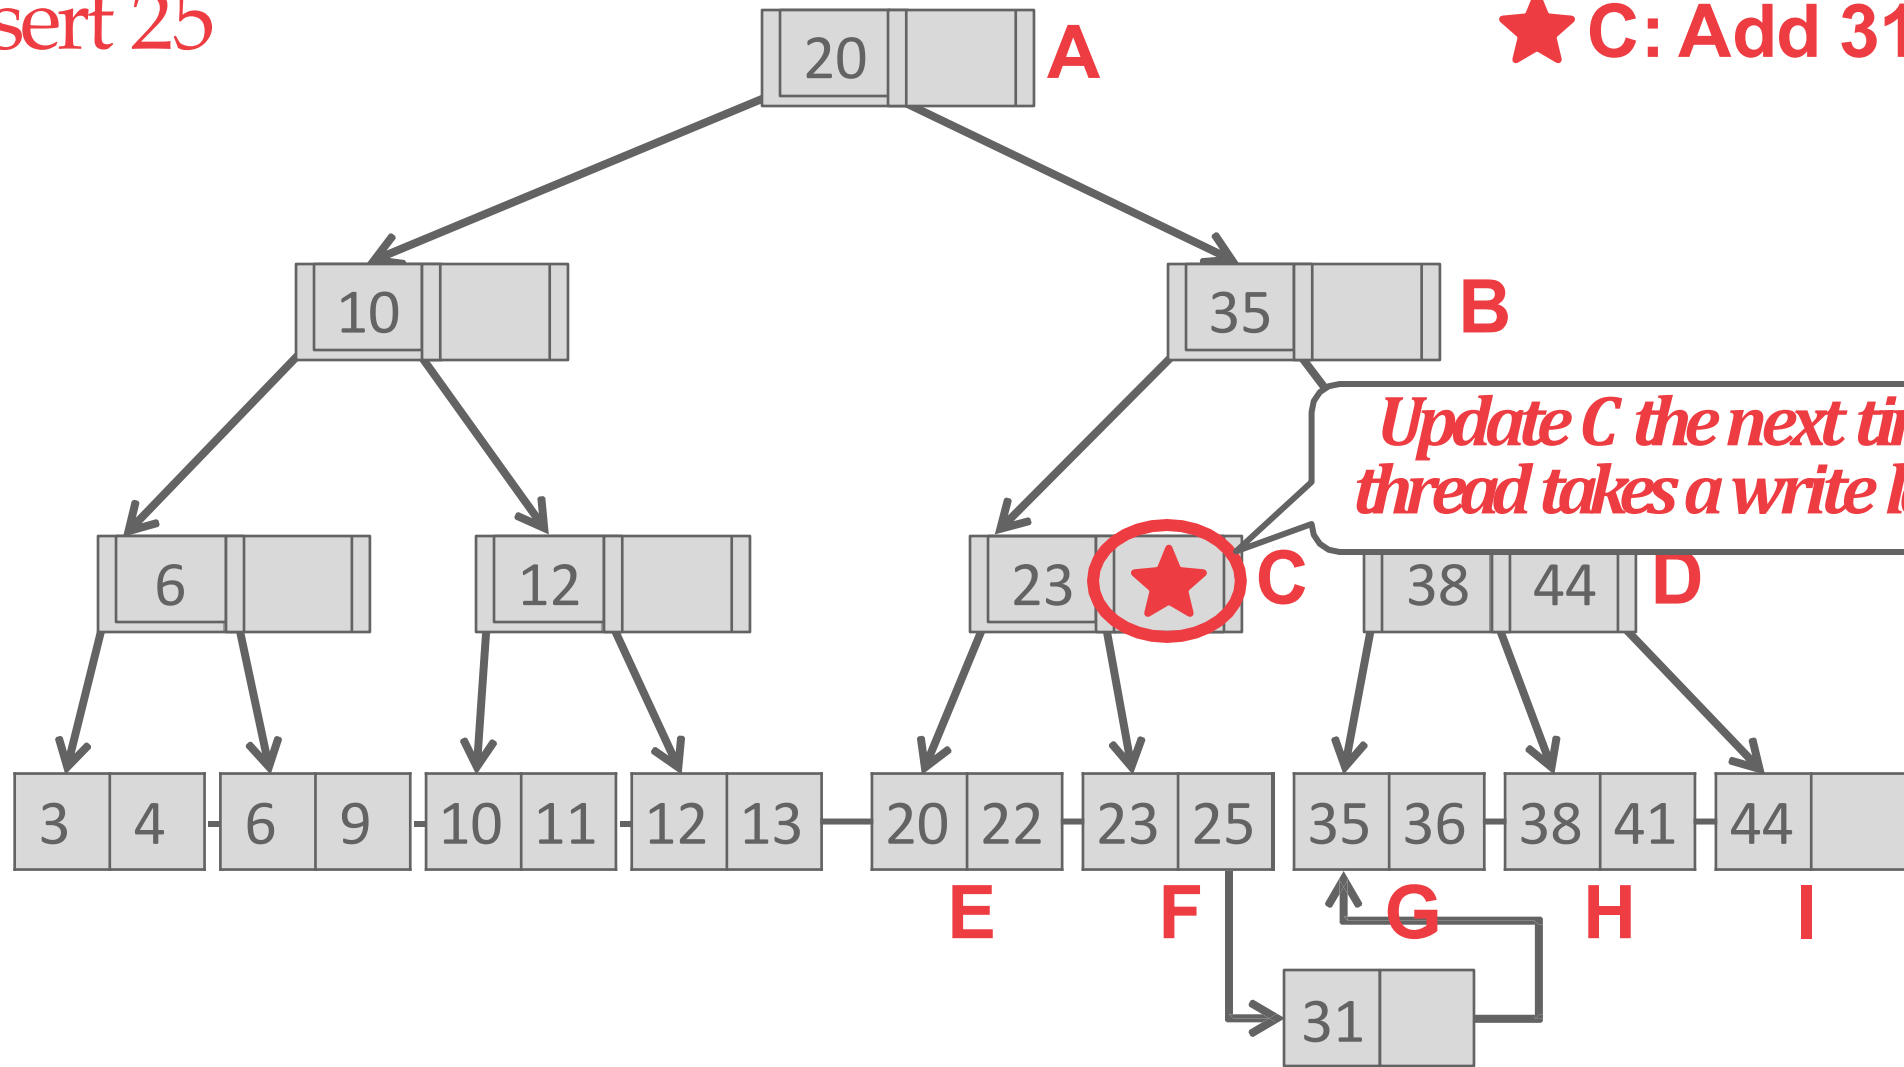 sert 25
20 A
★ C: Add 31
10
35 B
Update C the next
thread takes a write
6
12
23 ★ C
38 44 D
3 4 6 9 10 11 12 13 20 22 23 25 35 36 38 41 44
E F G H I
31